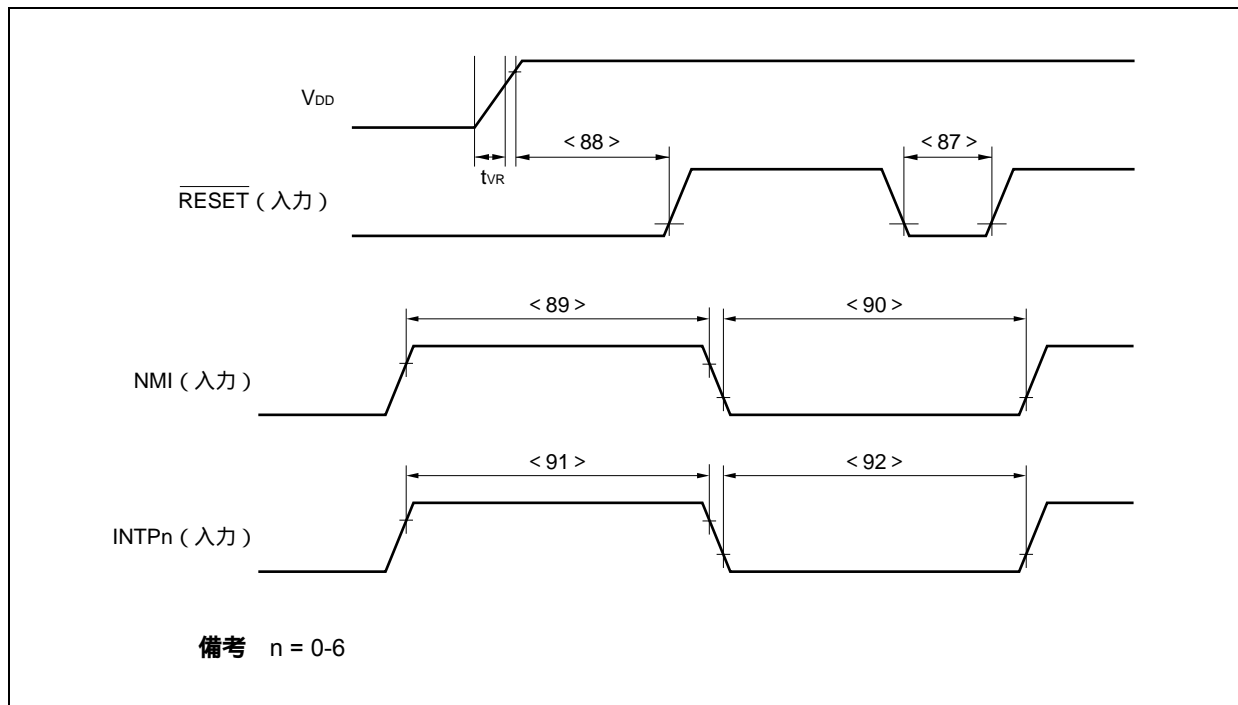 VDD
< 88 >
< 87 >
tVR
RESET ( 入力 )
< 89 >
< 90 >
NMI ( 入力 )
< 91 >
< 92 >
INTPn ( 入力 )
備考 n = 0-6